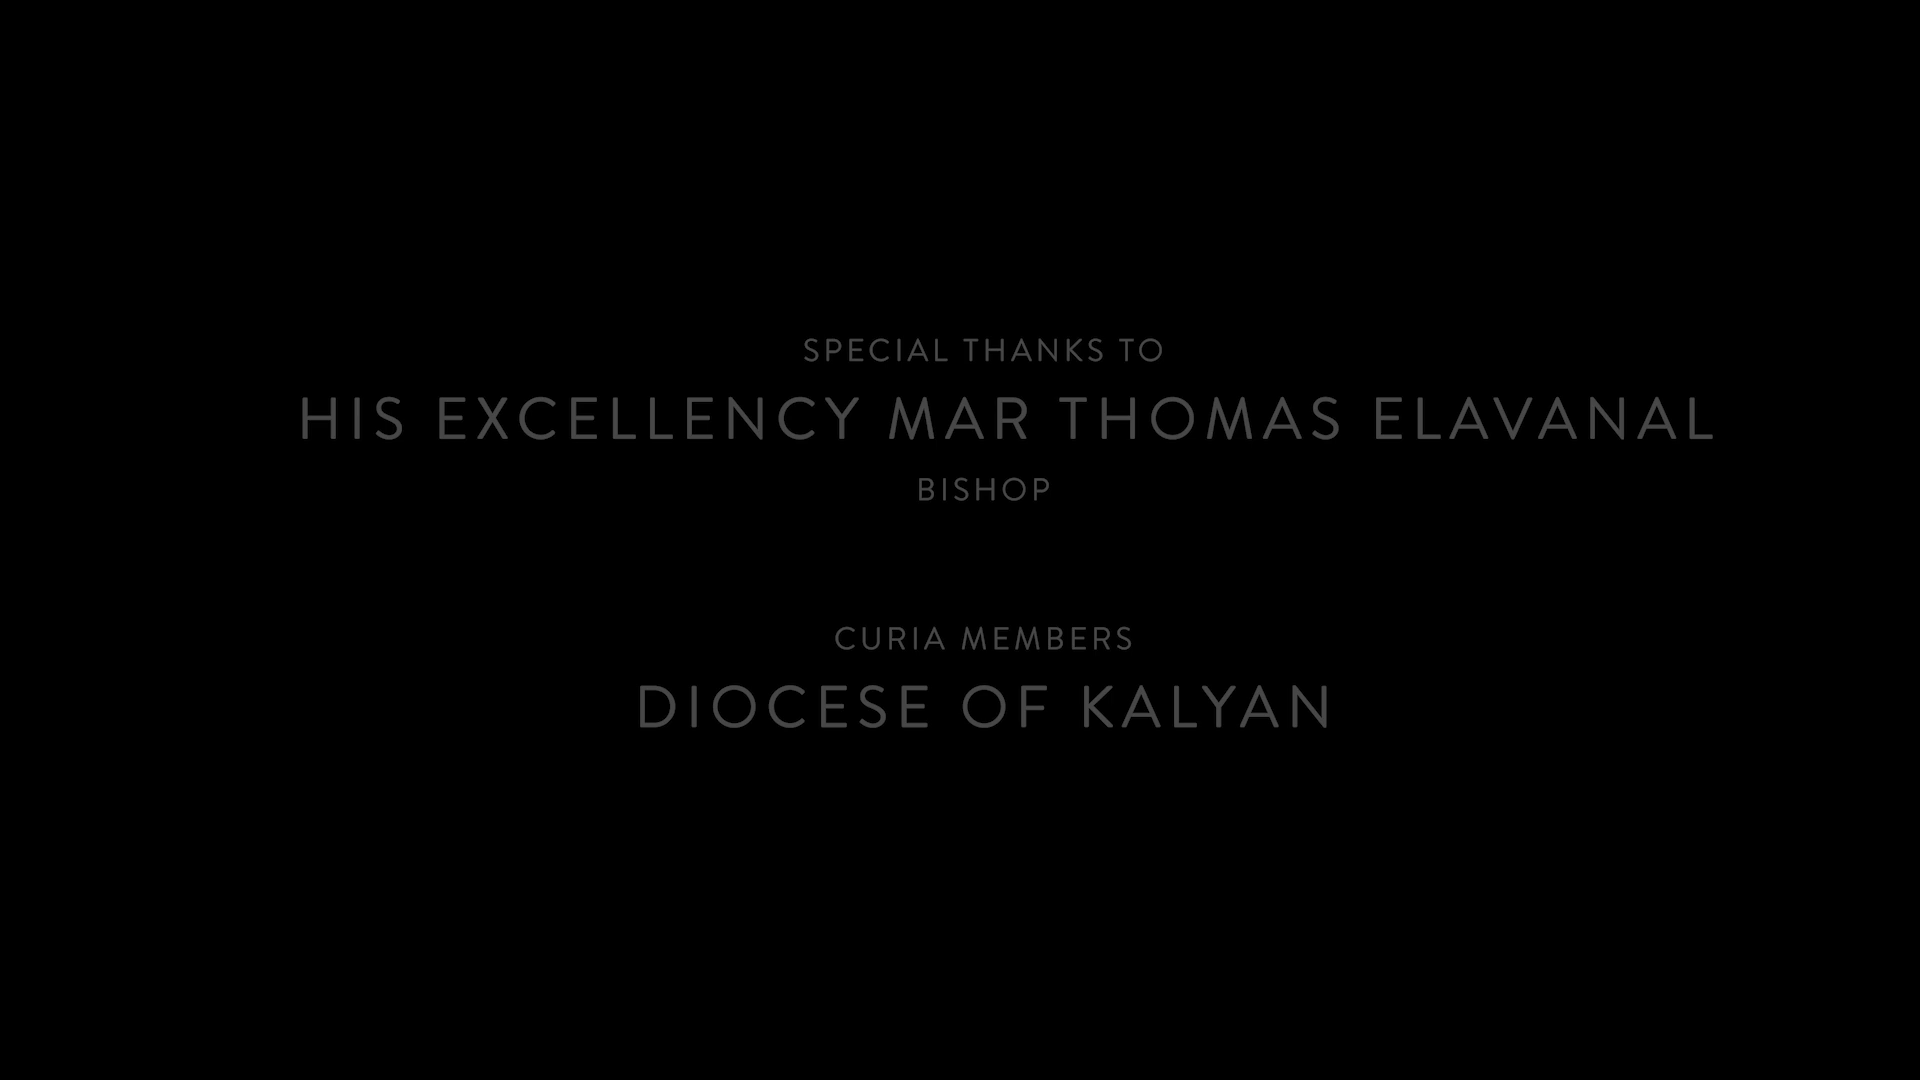 SPECIAL THANKS TO
HIS EXCELLENCY MAR THOMAS ELAVANAL
BISHOP
CURIA MEMBERS
DIOCESE OF KALYAN